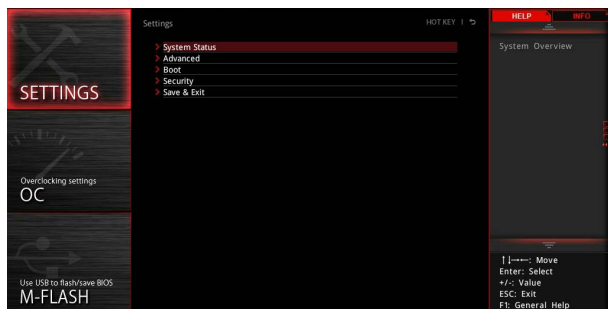 Settings
HOT KEY | ↩
HELP
INFO
SETTINGS
Overclocking settings
OC
Use USB to flash/save BIOS
M-FLASH
System Status
Advanced
Boot
Security
Save & Exit
System Overview
↑↓→←: Move
Enter: Select
+/-: Value
ESC: Exit
F1: General Help